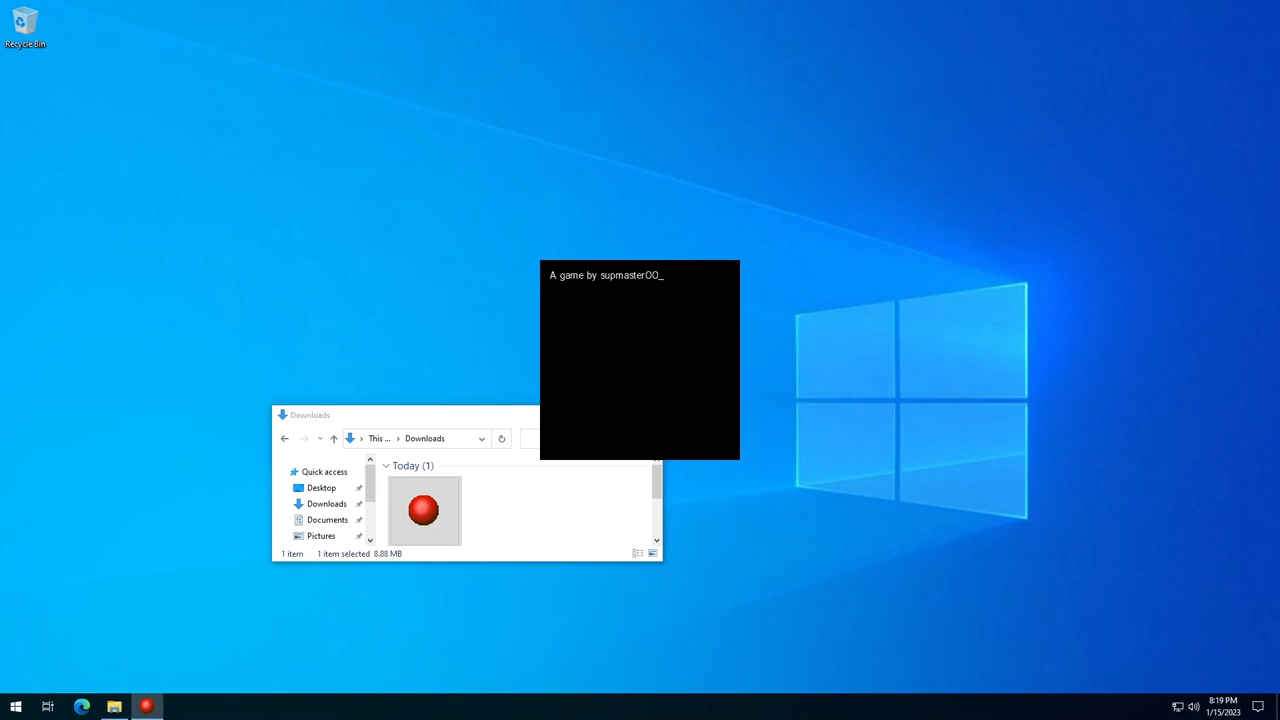 Recycle Bin
A game by supmaster00_
Downloads
This ... Downloads
Today (1)
Quick access
Desktop
Downloads
Documents
Pictures
1 item 1 item selected 8.88 MB
8:19 PM
1/15/2023